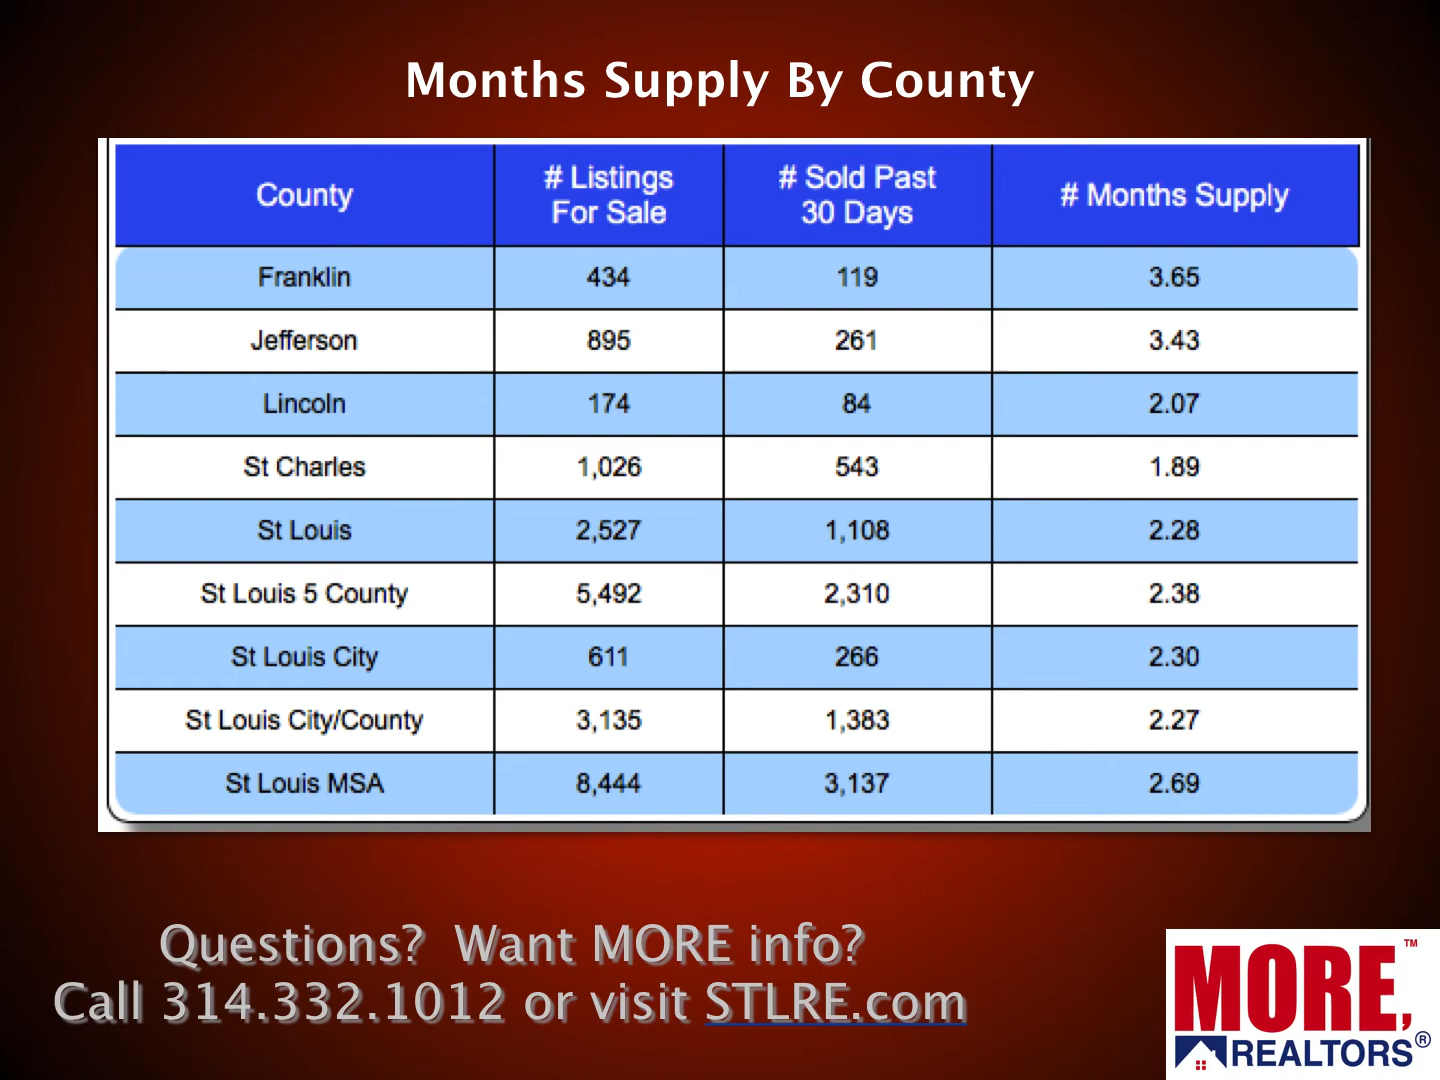 Months Supply By County
County # Listings For Sale # Sold Past 30 Days # Months Supply
Franklin 434 119 3.65
Jefferson 895 261 3.43
Lincoln 174 84 2.07
St Charles 1,026 543 1.89
St Louis 2,527 1,108 2.28
St Louis 5 County 5,492 2,310 2.38
St Louis City 611 266 2.30
St Louis City/County 3,135 1,383 2.27
St Louis MSA 8,444 3,137 2.69
Questions? Want MORE info?
Call 314.332.1012 or visit STLRE.com
MORE,™
REALTORS®